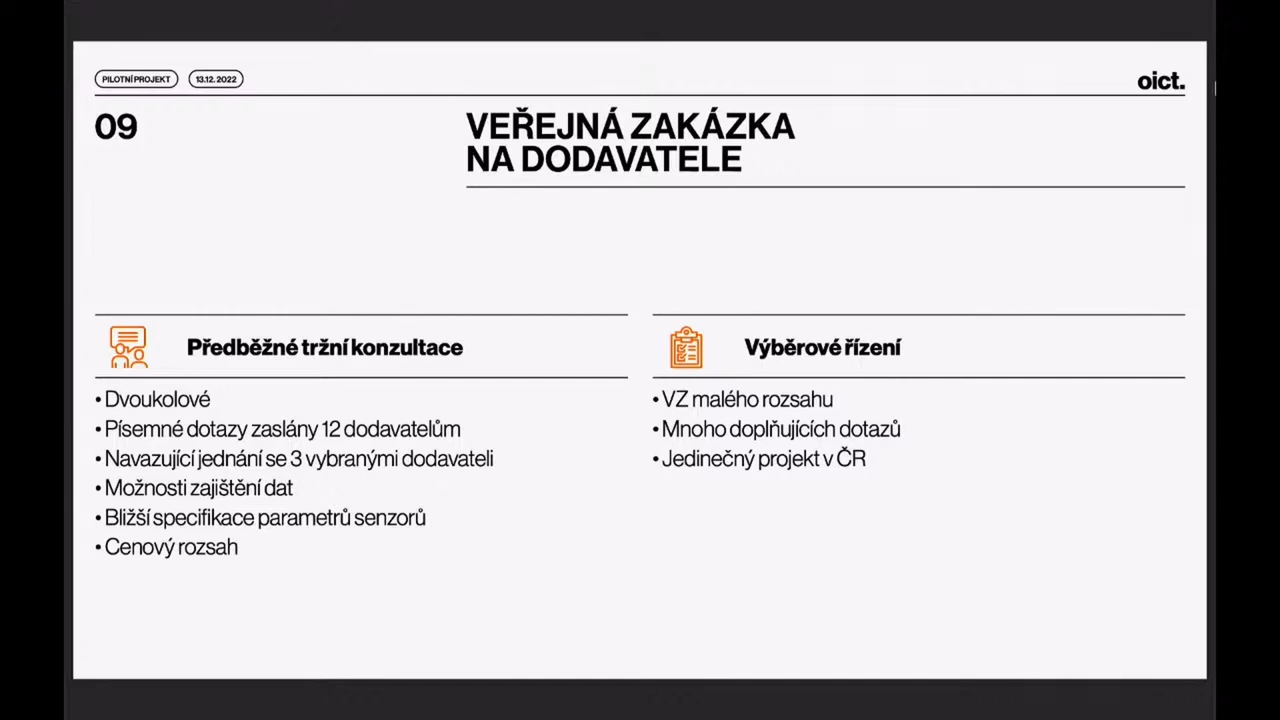 PILOTNÍ PROJEKT
13.12. 2022
oict.
09
VEŘEJNÁ ZAKÁZKA
NA DODAVATELE
Předběžné tržní konzultace
• Dvoukolové
• Písemné dotazy zaslány 12 dodavatelům
• Navazující jednání se 3 vybranými dodavateli
• Možnosti zajištění dat
• Bližší specifikace parametrů senzorů
• Cenový rozsah
Výběrové řízení
• VZ malého rozsahu
• Mnoho doplňujících dotazů
• Jedinečný projekt v ČR